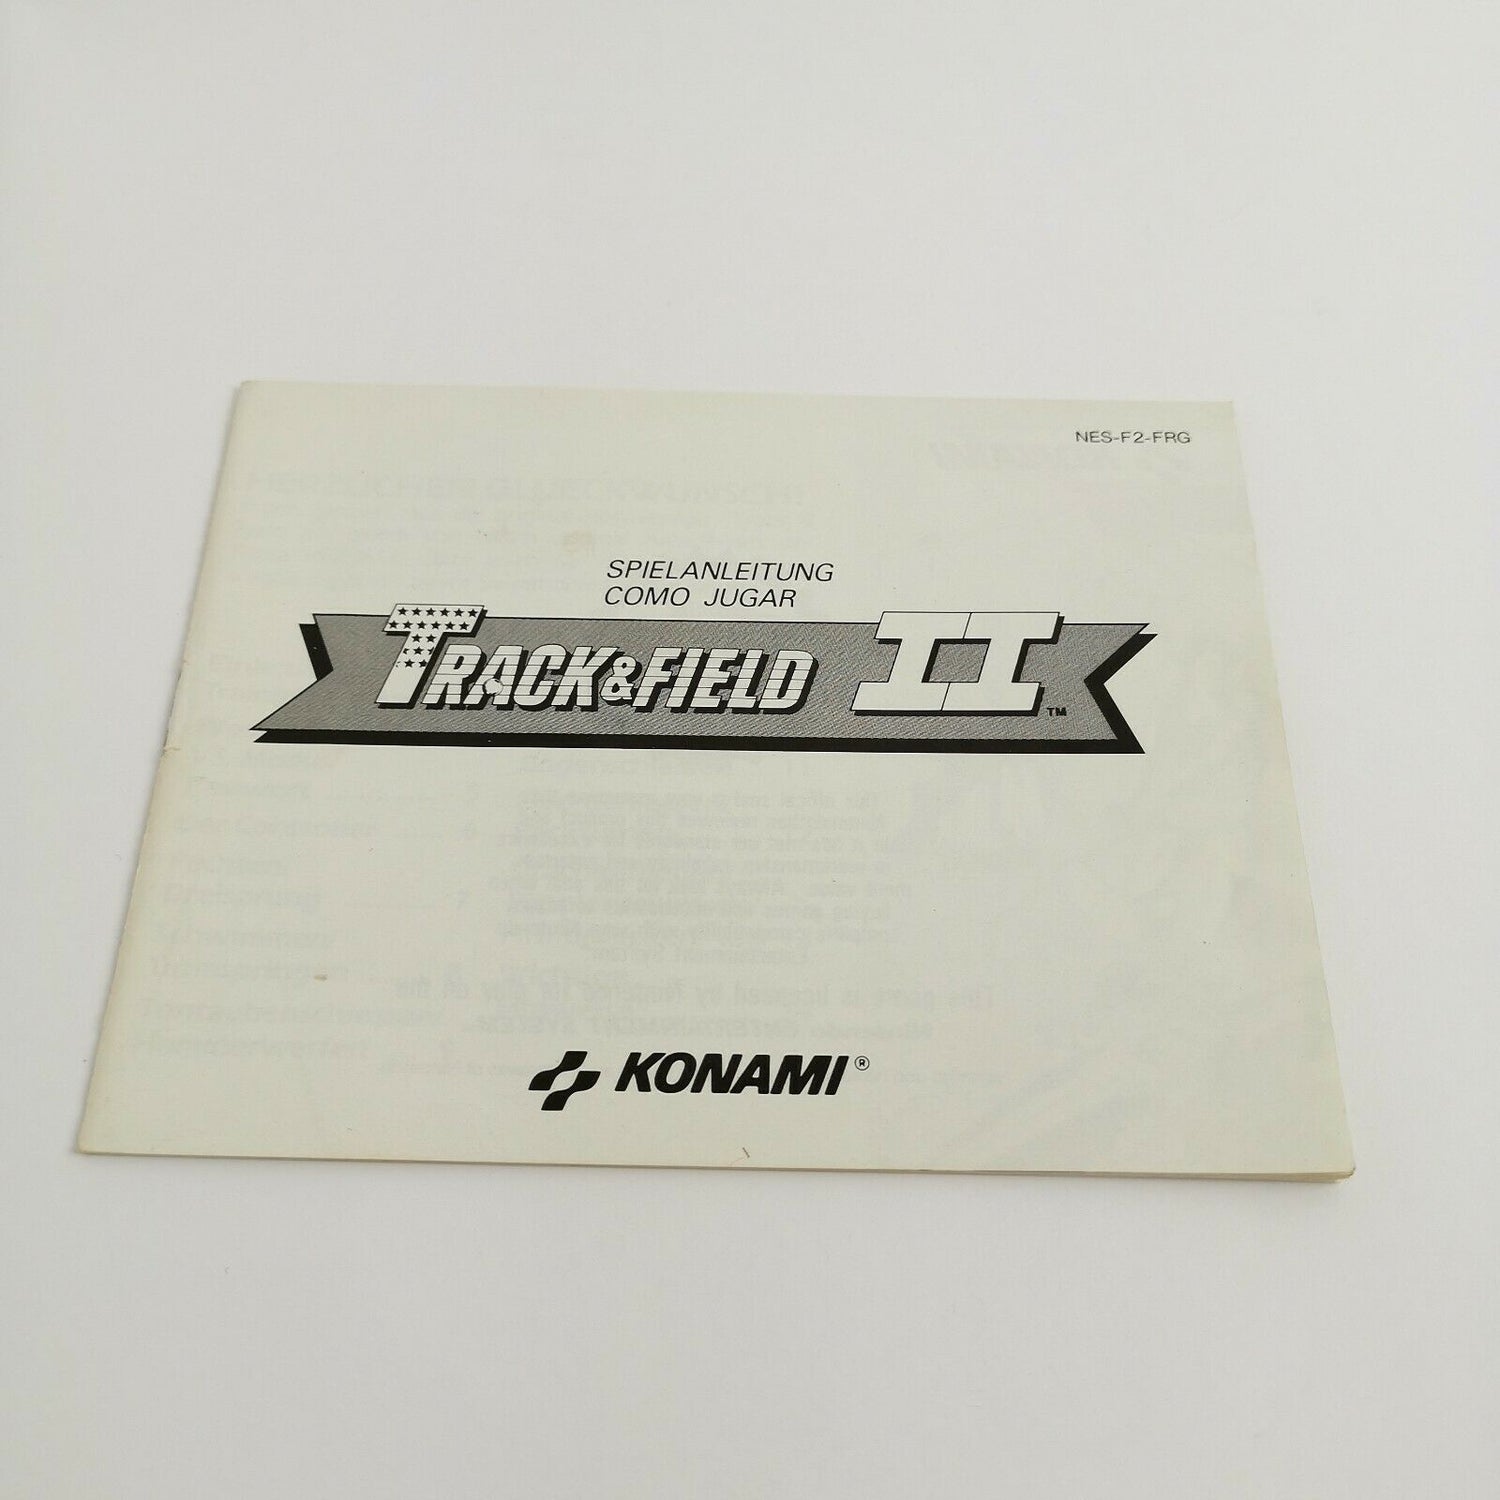 NES-F2-FRG
SPIELANLEITUNG
COMO JUGAR
TRACK & FIELD II™
KONAMI®